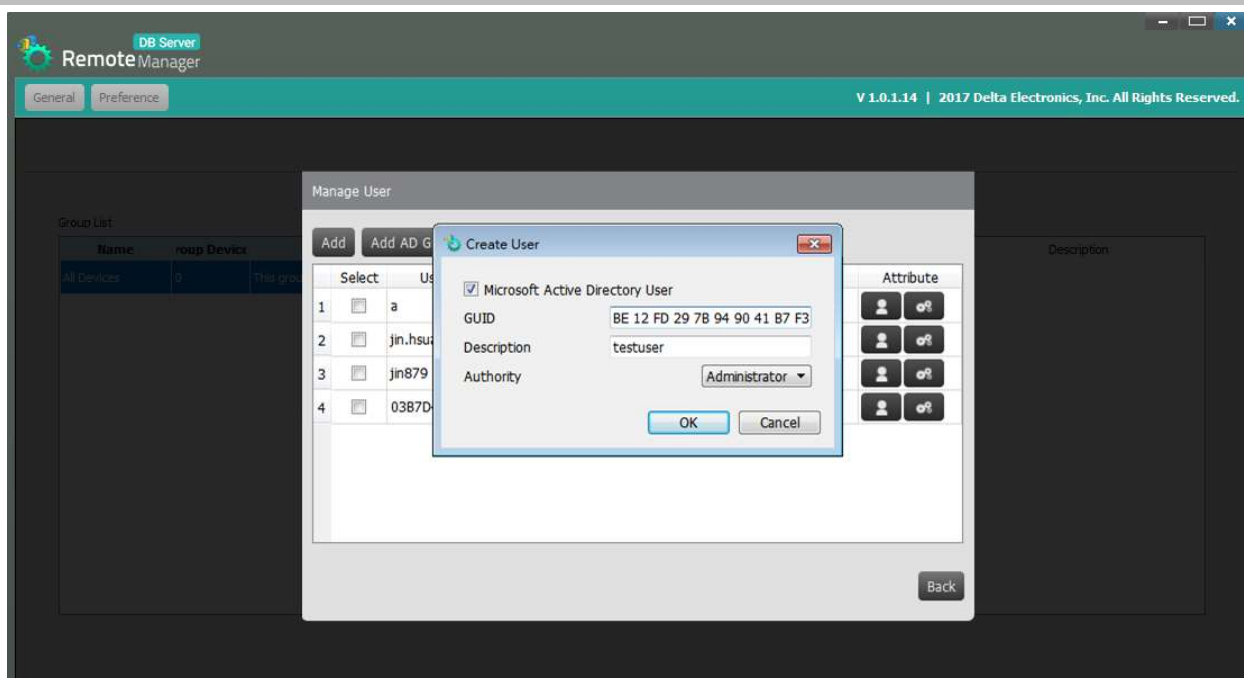 DB Server
RemoteManager
General Preference V 1.0.1.14 | 2017 Delta Electronics, Inc. All Rights Reserved.
Manage User
Group List
Name roup Device Description
All Devices 0 This grou
Add Add AD G
Create User
Select Us Attribute
Microsoft Active Directory User
1 a
GUID BE 12 FD 29 7B 94 90 41 B7 F3
2 jin.hsua
Description testuser
3 jin879
Authority Administrator
4 03B7D
OK Cancel
Back